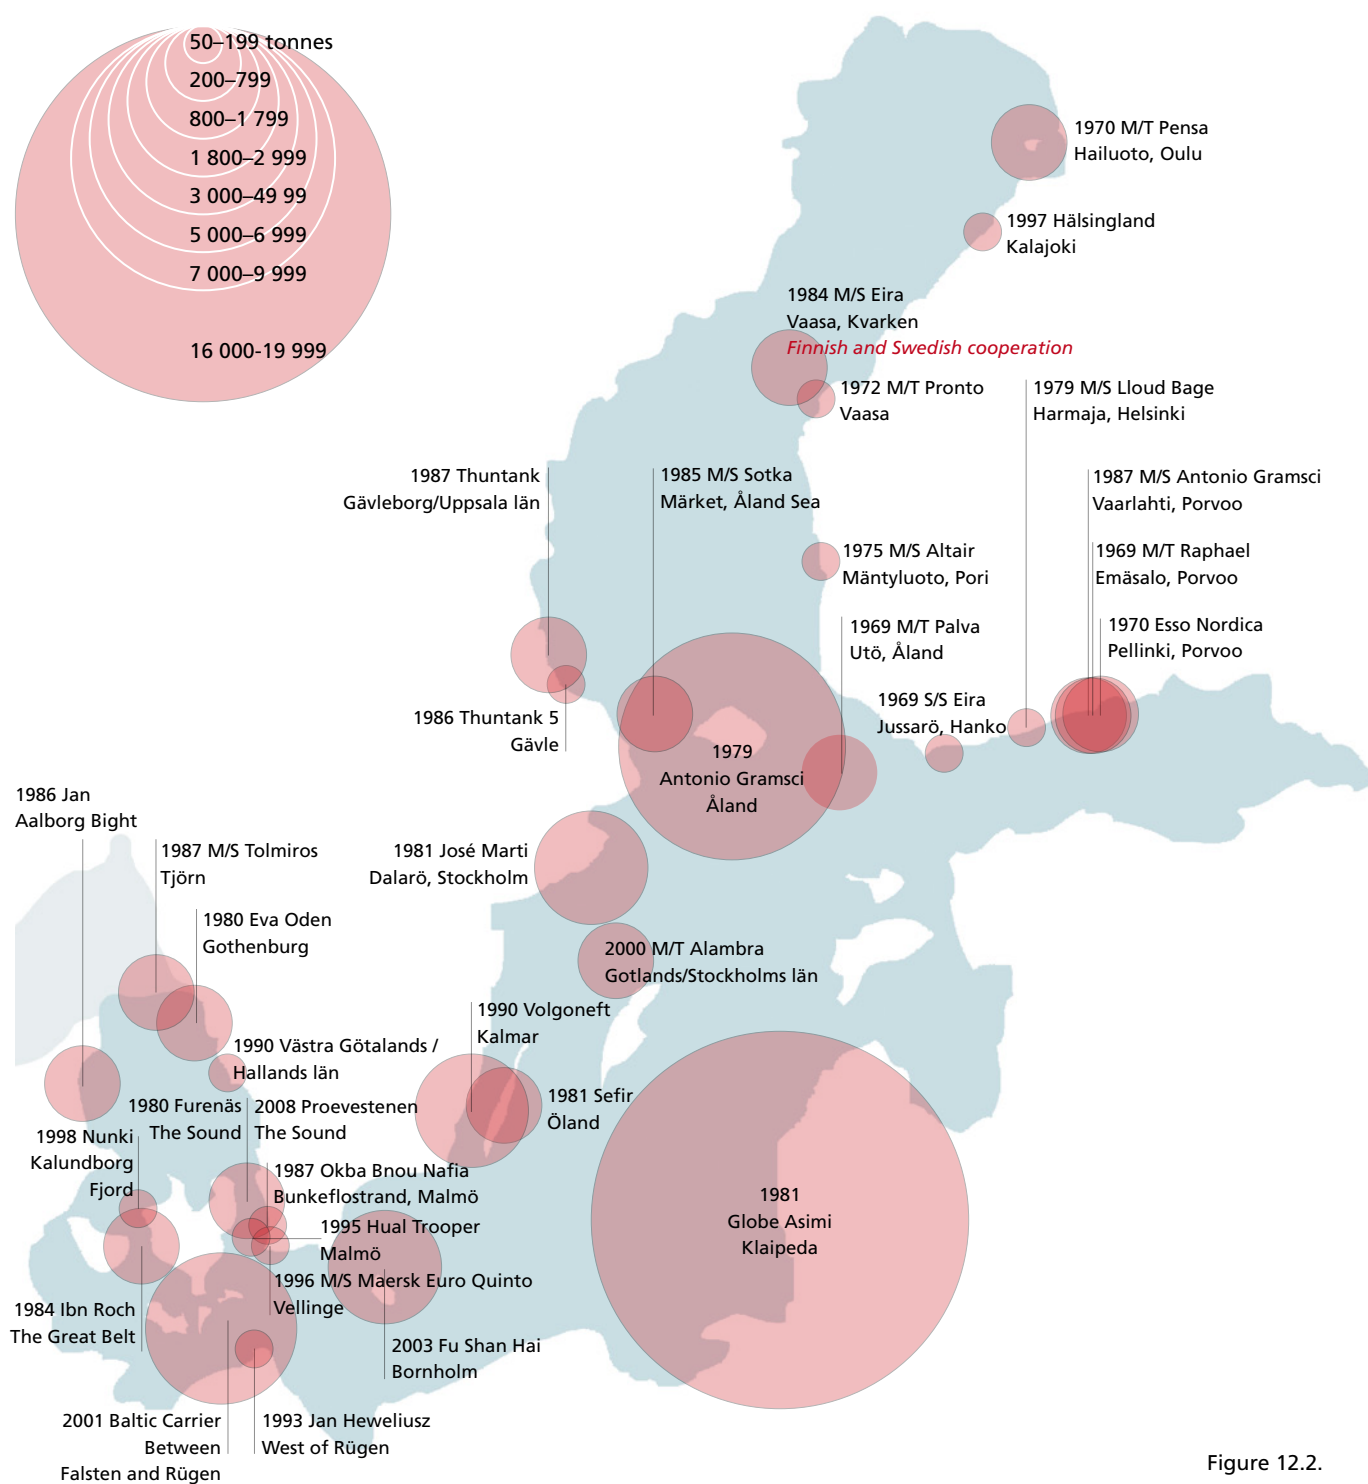 50–199 tonnes
200–799
800–1 799
1 800–2 999
3 000–49 99
5 000–6 999
7 000–9 999
16 000-19 999
1970 M/T Pensa
Hailuoto, Oulu
1997 Hälsingland
Kalajoki
1984 M/S Eira
Vaasa, Kvarken
Finnish and Swedish cooperation
1972 M/T Pronto
Vaasa
1979 M/S Lloud Bage
Harmaja, Helsinki
1987 Thuntank
Gävleborg/Uppsala län
1985 M/S Sotka
Märket, Åland Sea
1987 M/S Antonio Gramsci
Vaarlahti, Porvoo
1975 M/S Altair
Mäntyluoto, Pori
1969 M/T Raphael
Emäsalo, Porvoo
1969 M/T Palva
Utö, Åland
1970 Esso Nordica
Pellinki, Porvoo
1986 Thuntank 5
Gävle
1969 S/S Eira
Jussarö, Hanko
1979
Antonio Gramsci
Åland
1986 Jan
Aalborg Bight
1987 M/S Tolmiros
Tjörn
1981 José Marti
Dalarö, Stockholm
1980 Eva Oden
Gothenburg
2000 M/T Alambra
Gotlands/Stockholms län
1990 Volgoneft
Kalmar
1990 Västra Götalands /
Hallands län
1981 Sefir
Öland
1980 Furenäs
The Sound
2008 Proevestenen
The Sound
1998 Nunki
Kalundborg
Fjord
1987 Okba Bnou Nafia
Bunkeflostrand, Malmö
1981
Globe Asimi
Klaipeda
1995 Hual Trooper
Malmö
1996 M/S Maersk Euro Quinto
Vellinge
1984 Ibn Roch
The Great Belt
2003 Fu Shan Hai
Bornholm
2001 Baltic Carrier
Between
Falsten and Rügen
1993 Jan Heweliusz
West of Rügen
Figure 12.2.